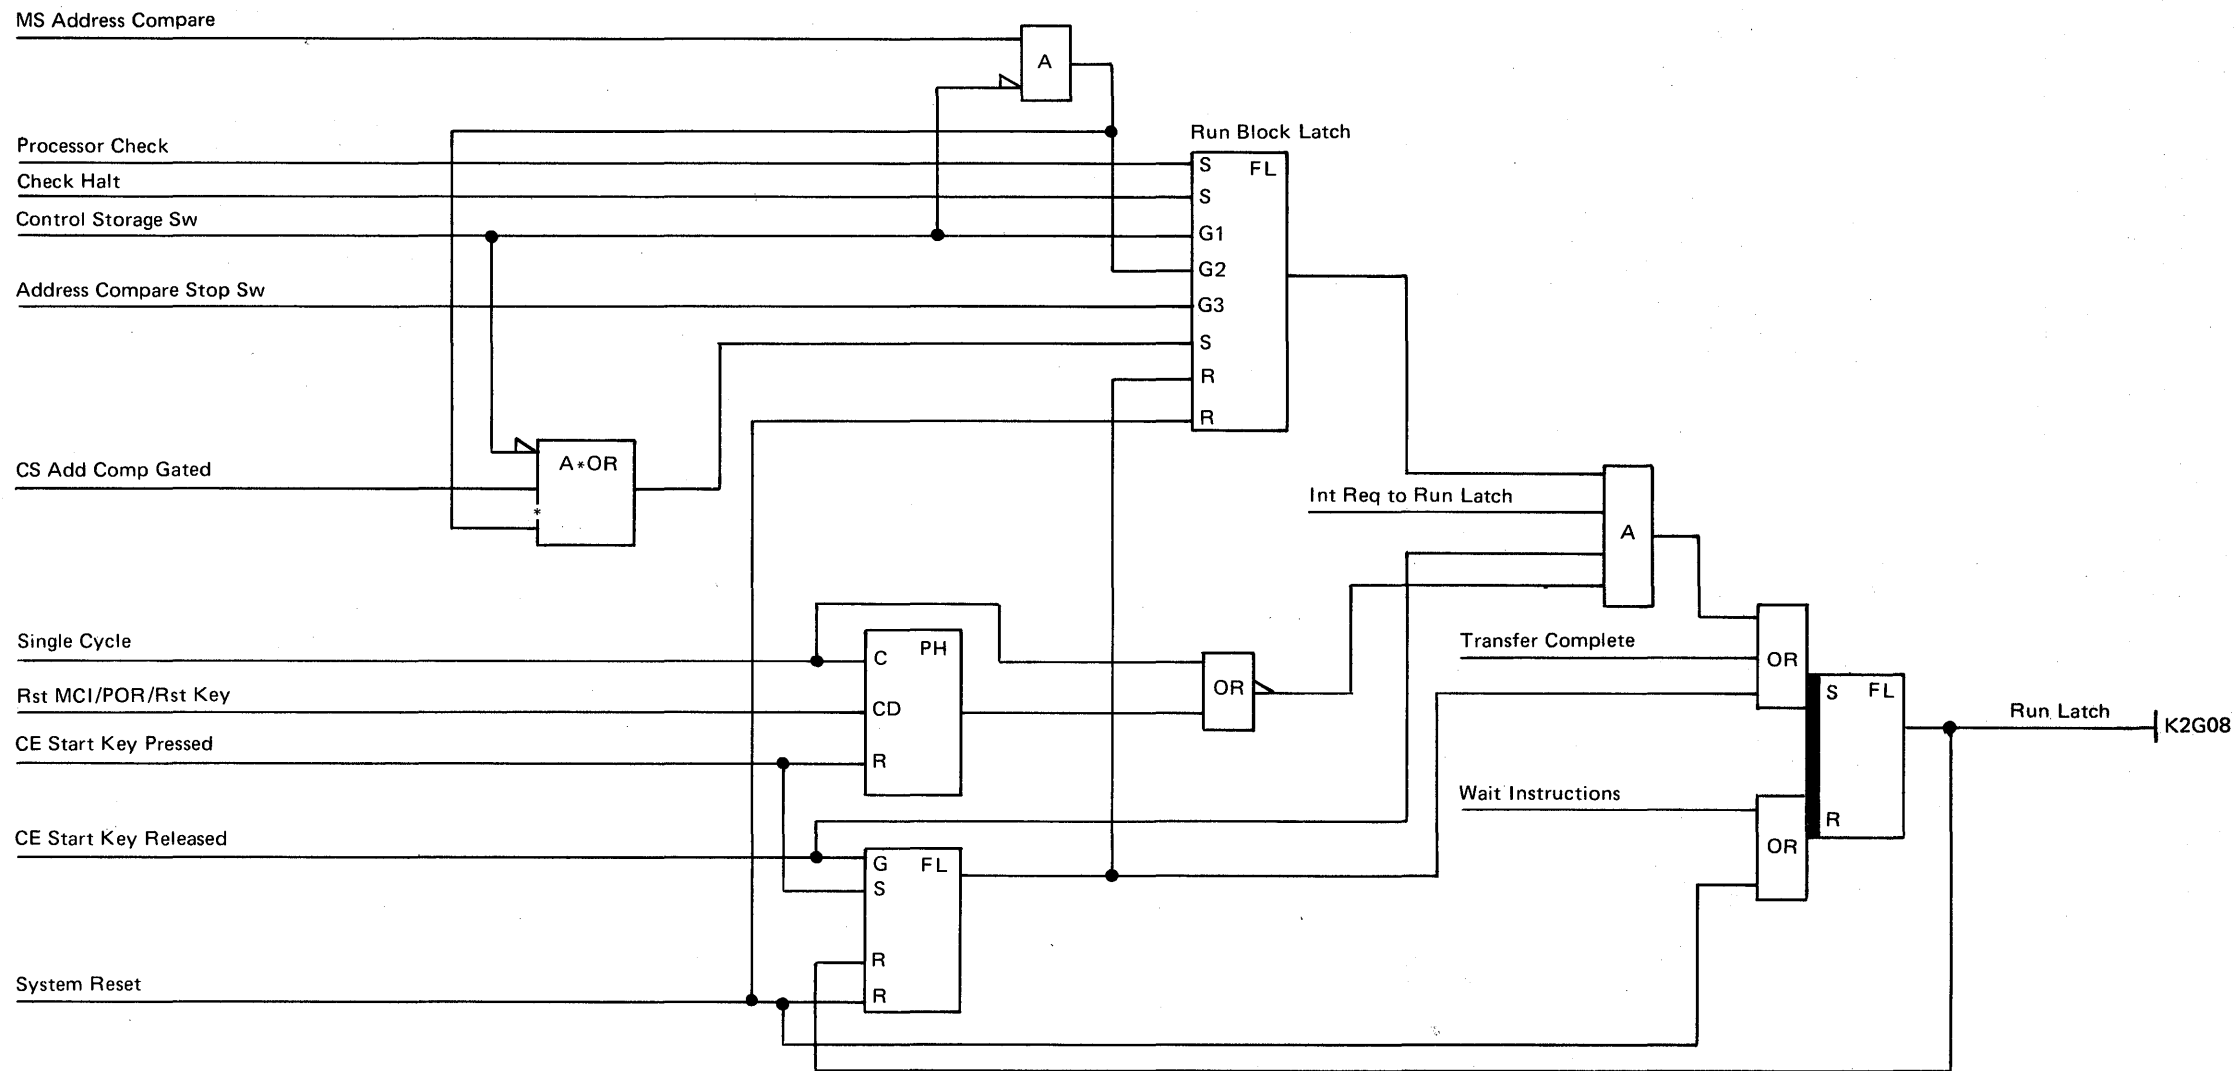 MS Address Compare
A
Run Block Latch
Processor Check
S FL
Check Halt
S
Control Storage Sw
G1
G2
Address Compare Stop Sw
G3
S
R
R
A*OR
CS Add Comp Gated
*
Int Req to Run Latch
A
Single Cycle
C PH
Rst MCI/POR/Rst Key
CD
OR
CE Start Key Pressed
R
Transfer Complete
OR
S FL
Run Latch
K2G08
Wait Instructions
R
OR
CE Start Key Released
G FL
S
R
System Reset
R